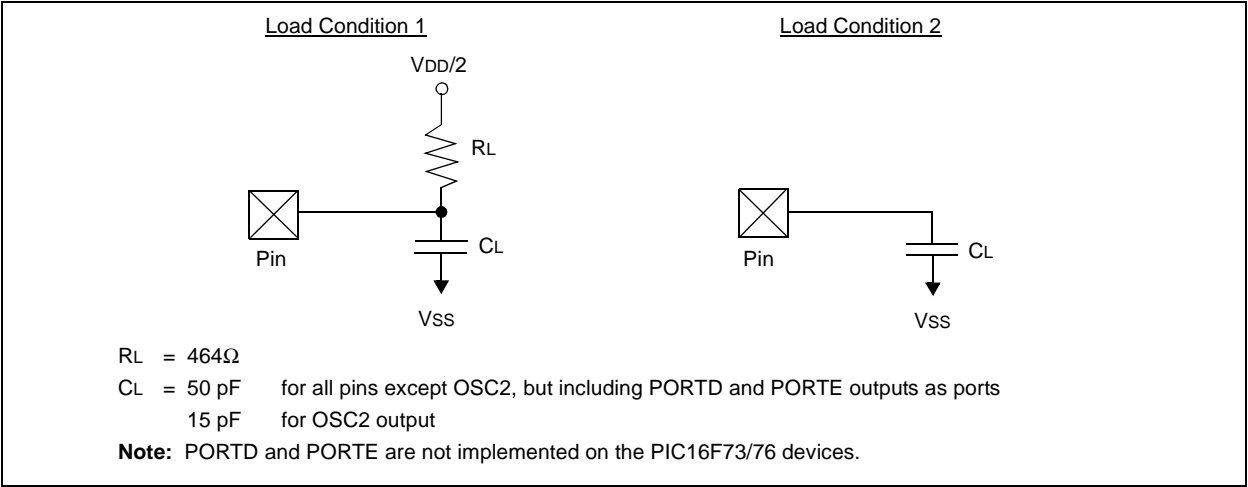 Load Condition 1
Load Condition 2
VDD/2
RL
Pin
CL
VSS
Pin
CL
VSS
RL = 464Ω
CL = 50 pF for all pins except OSC2, but including PORTD and PORTE outputs as ports
15 pF for OSC2 output
Note: PORTD and PORTE are not implemented on the PIC16F73/76 devices.